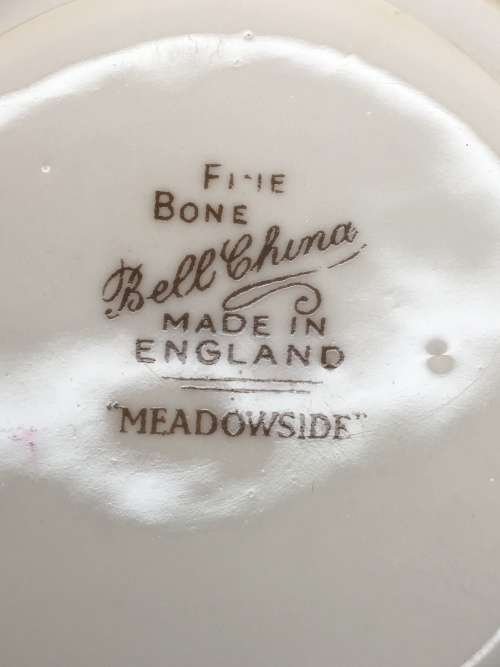 FINE
BONE
Bell China
MADE IN
ENGLAND
"MEADOWSIDE"